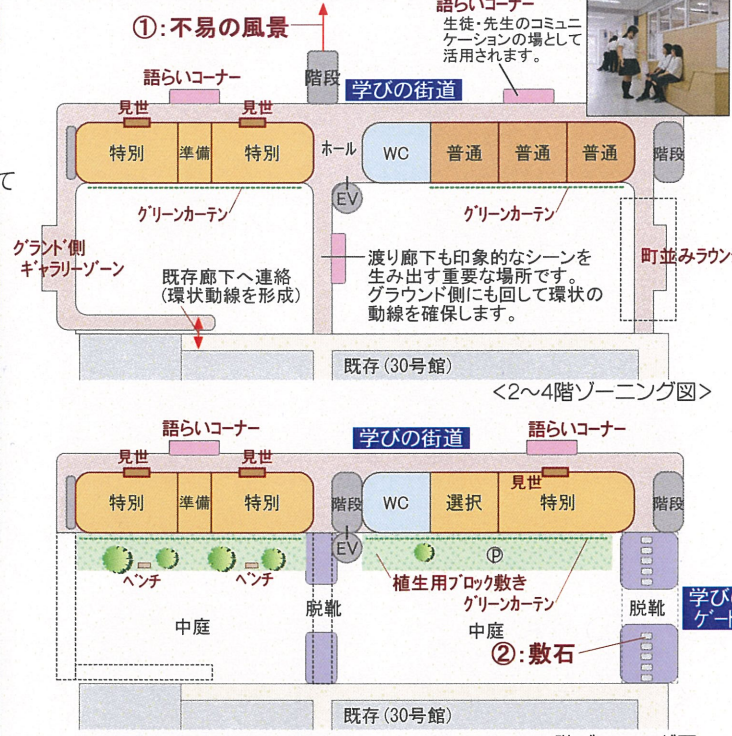 ①:不易の風景
語らいコーナー
生徒・先生のコミュニ
ケーションの場として
活用されます。
語らいコーナー
階段
学びの街道
見世
見世
特別
準備
特別
ホール
WC
普通
普通
普通
階段
て
EV
グリーンカーテン
グリーンカーテン
グランド側
ギャラリーゾーン
既存廊下へ連絡
(環状動線を形成)
渡り廊下も印象的なシーンを
生み出す重要な場所です。
グラウンド側にも回して環状の
動線を確保します。
町並みラウン
既存(30号館)
<2~4階ゾーニング図>
語らいコーナー
学びの街道
語らいコーナー
見世
見世
見世
特別
準備
特別
階段
WC
選択
特別
階段
EV
Ⓟ
ベンチ
ベンチ
植生用ブロック敷き
グリーンカーテン
脱靴
脱靴
学び
ゲート
中庭
中庭
②:敷石
既存(30号館)